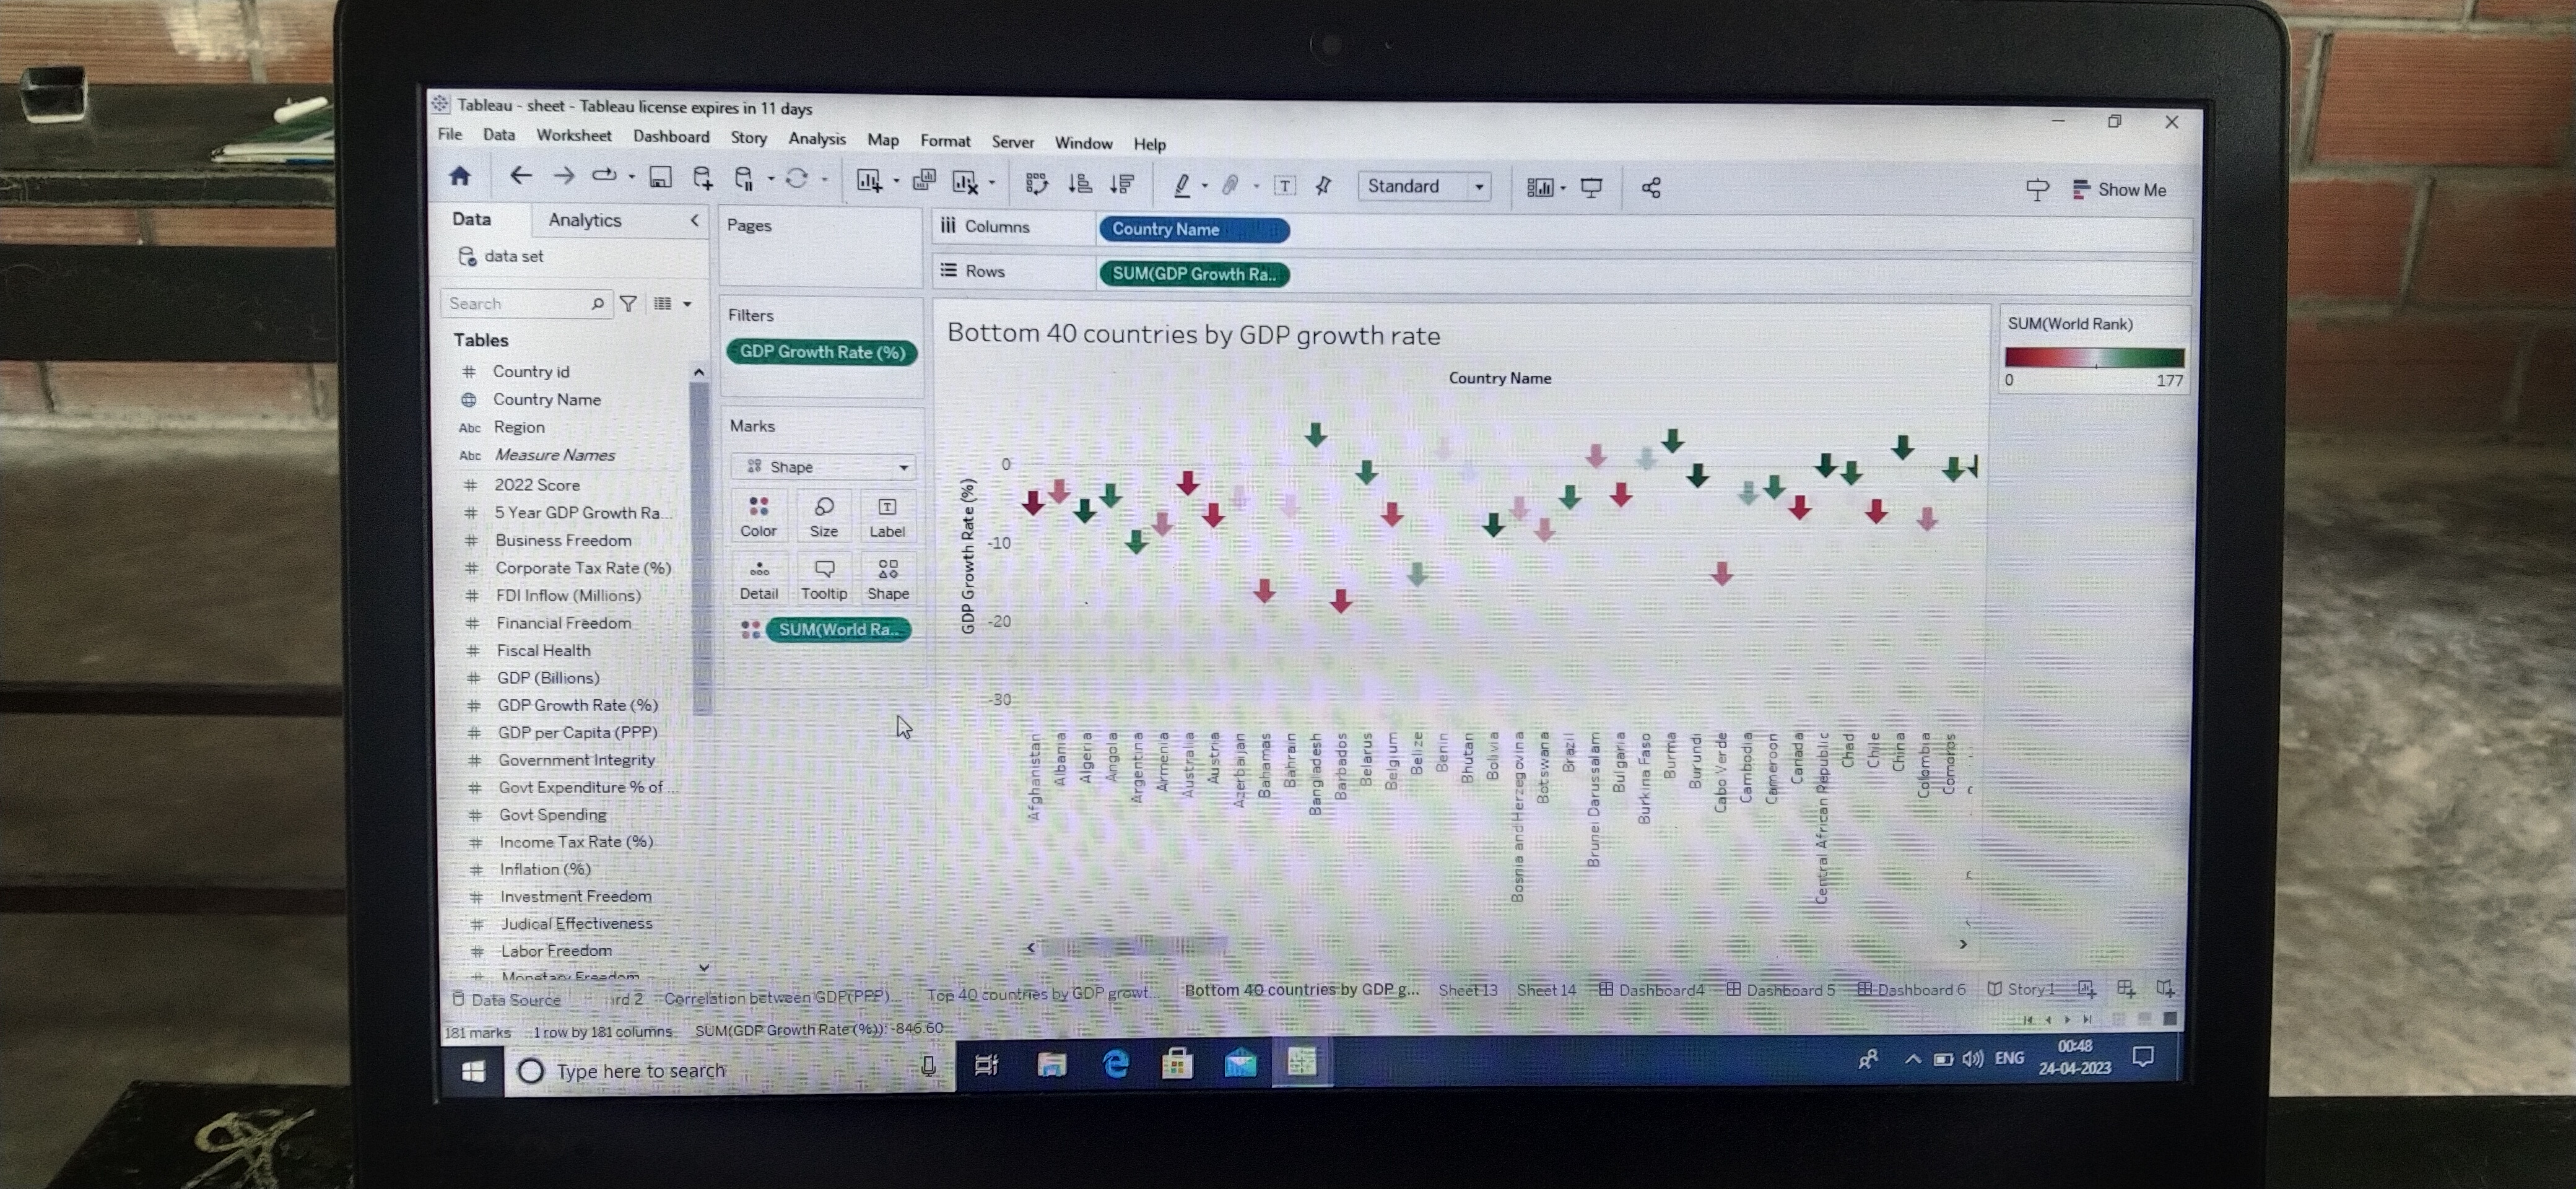 Tableau - sheet - Tableau license expires in 11 days
File Data Worksheet Dashboard Story Analysis Map Format Server Window Help
Standard
Show Me
Data Analytics
data set
Search
Tables
Country id
Country Name
Abc Region
Abc Measure Names
2022 Score
5 Year GDP Growth Ra...
Business Freedom
Corporate Tax Rate (%)
FDI Inflow (Millions)
Financial Freedom
Fiscal Health
GDP (Billions)
GDP Growth Rate (%)
GDP per Capita (PPP)
Government Integrity
Govt Expenditure % of ...
Govt Spending
Income Tax Rate (%)
Inflation (%)
Investment Freedom
Judical Effectiveness
Labor Freedom
Monetary Freedom
Pages
Filters
GDP Growth Rate (%)
Marks
Shape
Color Size Label
Detail Tooltip Shape
SUM(World Ra..
Columns Country Name
Rows SUM(GDP Growth Ra..
Bottom 40 countries by GDP growth rate
Country Name
GDP Growth Rate (%)
0
-10
-20
-30
Afghanistan
Albania
Algeria
Angola
Argentina
Armenia
Australia
Austria
Azerbaijan
Bahamas
Bahrain
Bangladesh
Barbados
Belarus
Belgium
Belize
Benin
Bhutan
Bolivia
Bosnia and Herzegovina
Botswana
Brazil
Brunei Darussalam
Bulgaria
Burkina Faso
Burma
Burundi
Cabo Verde
Cambodia
Cameroon
Canada
Central African Republic
Chad
Chile
China
Colombia
Comoros
SUM(World Rank)
0 177
Data Source ırd 2 Correlation between GDP(PPP)... Top 40 countries by GDP growt... Bottom 40 countries by GDP g... Sheet 13 Sheet 14 Dashboard4 Dashboard 5 Dashboard 6 Story 1
181 marks 1 row by 181 columns SUM(GDP Growth Rate (%)): -846.60
Type here to search
ENG
00:48
24-04-2023